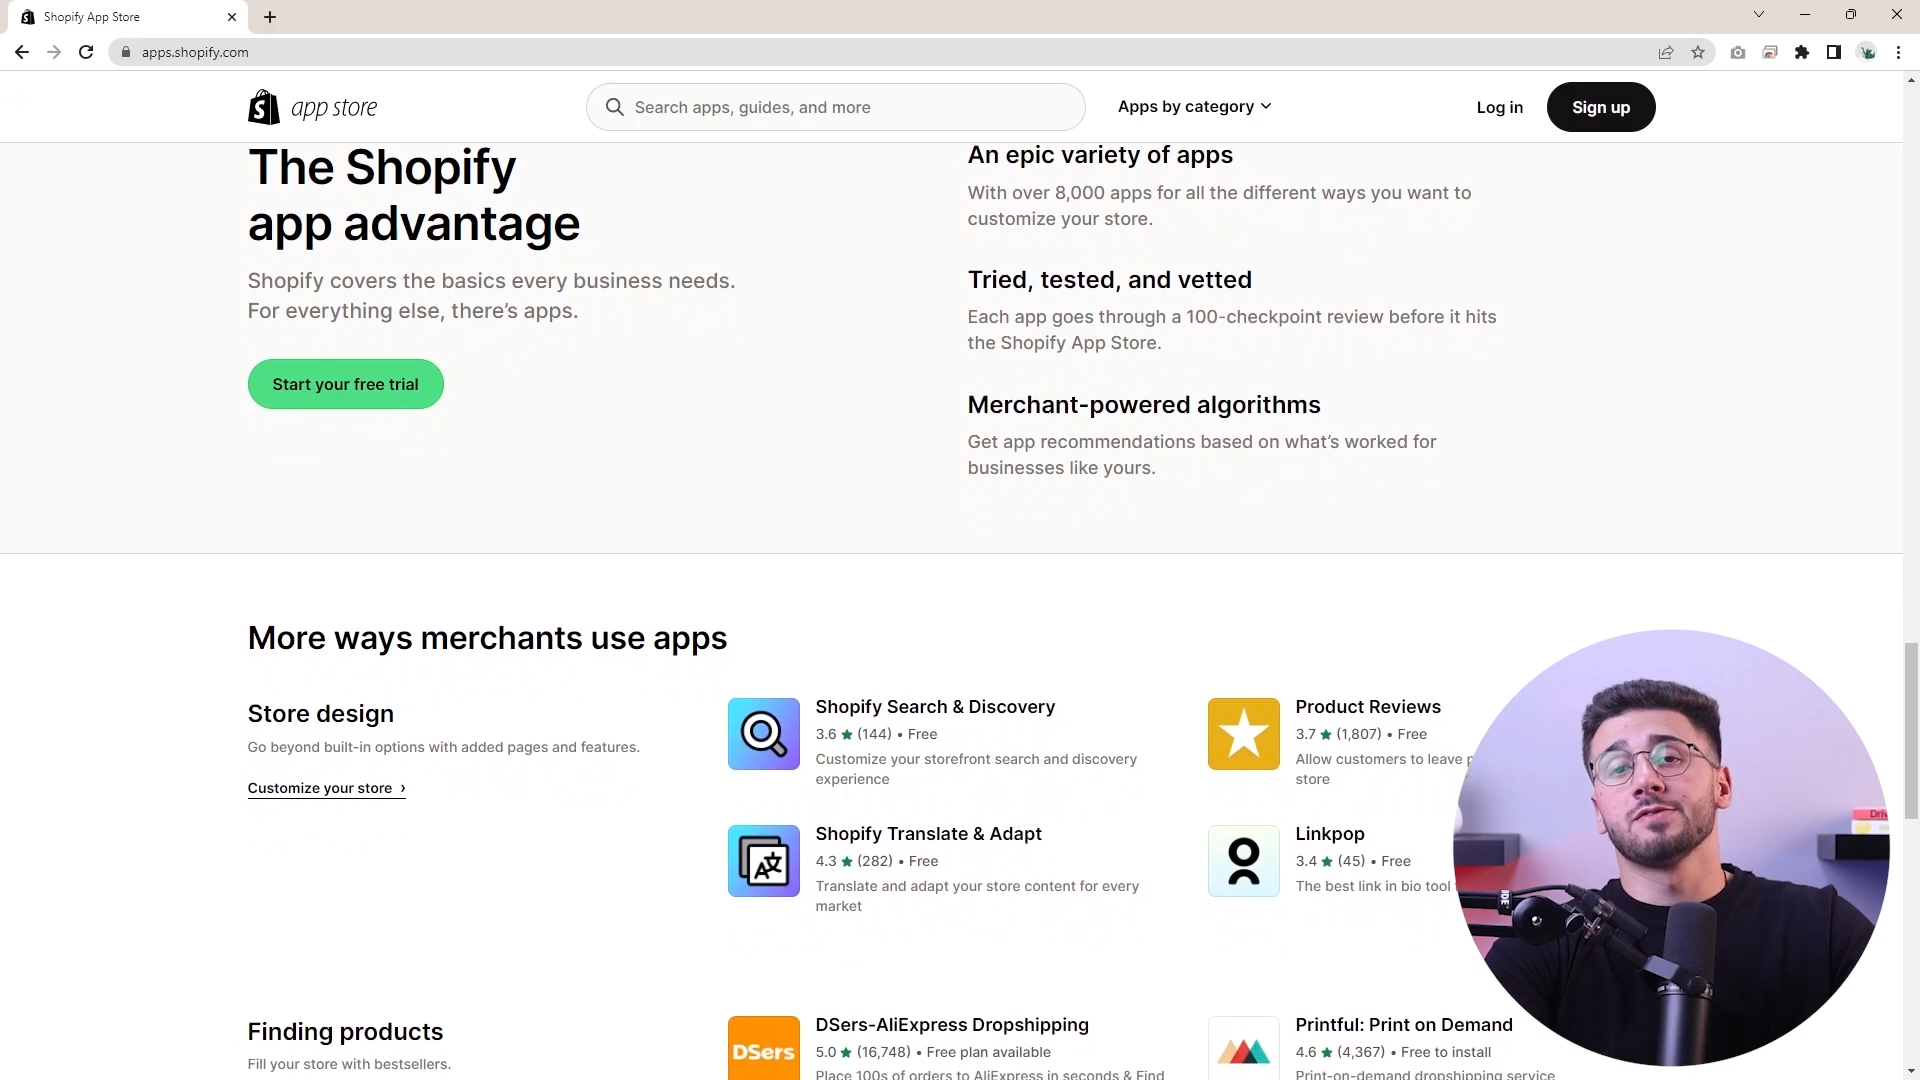 Shopify App Store
apps.shopify.com
app store
Search apps, guides, and more
Apps by category
Log in
Sign up
The Shopify
app advantage
Shopify covers the basics every business needs.
For everything else, there’s apps.
Start your free trial
An epic variety of apps
With over 8,000 apps for all the different ways you want to
customize your store.
Tried, tested, and vetted
Each app goes through a 100-checkpoint review before it hits
the Shopify App Store.
Merchant-powered algorithms
Get app recommendations based on what’s worked for
businesses like yours.
More ways merchants use apps
Store design
Go beyond built-in options with added pages and features.
Customize your store ›
Shopify Search & Discovery
3.6 ★ (144) • Free
Customize your storefront search and discovery
experience
Product Reviews
3.7 ★ (1,807) • Free
Allow customers to leave
store
Shopify Translate & Adapt
4.3 ★ (282) • Free
Translate and adapt your store content for every
market
Linkpop
3.4 ★ (45) • Free
The best link in bio tool
Finding products
Fill your store with bestsellers.
DSers
DSers-AliExpress Dropshipping
5.0 ★ (16,748) • Free plan available
Place 100s of orders to AliExpress in seconds & Find
Printful: Print on Demand
4.6 ★ (4,367) • Free to install
Print-on-demand dropshipping service